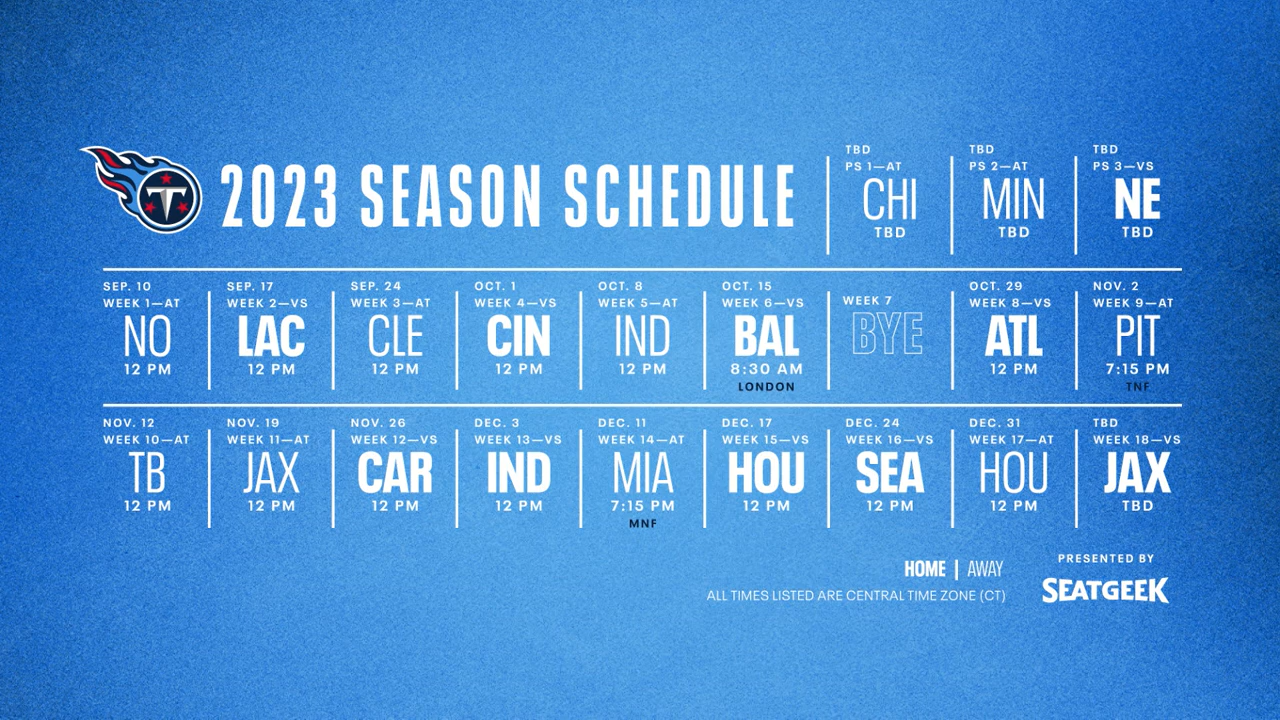 T
2023 SEASON SCHEDULE
TBD
PS 1—AT
CHI
TBD
TBD
PS 2—AT
MIN
TBD
TBD
PS 3—VS
NE
TBD
SEP. 10
WEEK 1—AT
NO
12 PM
SEP. 17
WEEK 2—VS
LAC
12 PM
SEP. 24
WEEK 3—AT
CLE
12 PM
OCT. 1
WEEK 4—VS
CIN
12 PM
OCT. 8
WEEK 5—AT
IND
12 PM
OCT. 15
WEEK 6—VS
BAL
8:30 AM
LONDON
WEEK 7
BYE
OCT. 29
WEEK 8—VS
ATL
12 PM
NOV. 2
WEEK 9—AT
PIT
7:15 PM
TNF
NOV. 12
WEEK 10—AT
TB
12 PM
NOV. 19
WEEK 11—AT
JAX
12 PM
NOV. 26
WEEK 12—VS
CAR
12 PM
DEC. 3
WEEK 13—VS
IND
12 PM
DEC. 11
WEEK 14—AT
MIA
7:15 PM
MNF
DEC. 17
WEEK 15—VS
HOU
12 PM
DEC. 24
WEEK 16—VS
SEA
12 PM
DEC. 31
WEEK 17—AT
HOU
12 PM
TBD
WEEK 18—VS
JAX
TBD
HOME | AWAY
ALL TIMES LISTED ARE CENTRAL TIME ZONE (CT)
PRESENTED BY
SEATGEEK